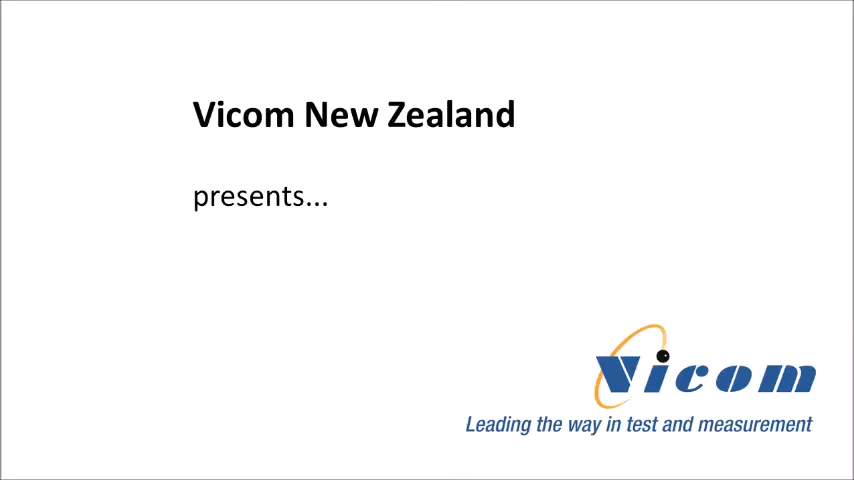 Vicom New Zealand
presents...
Vicom
Leading the way in test and measurement